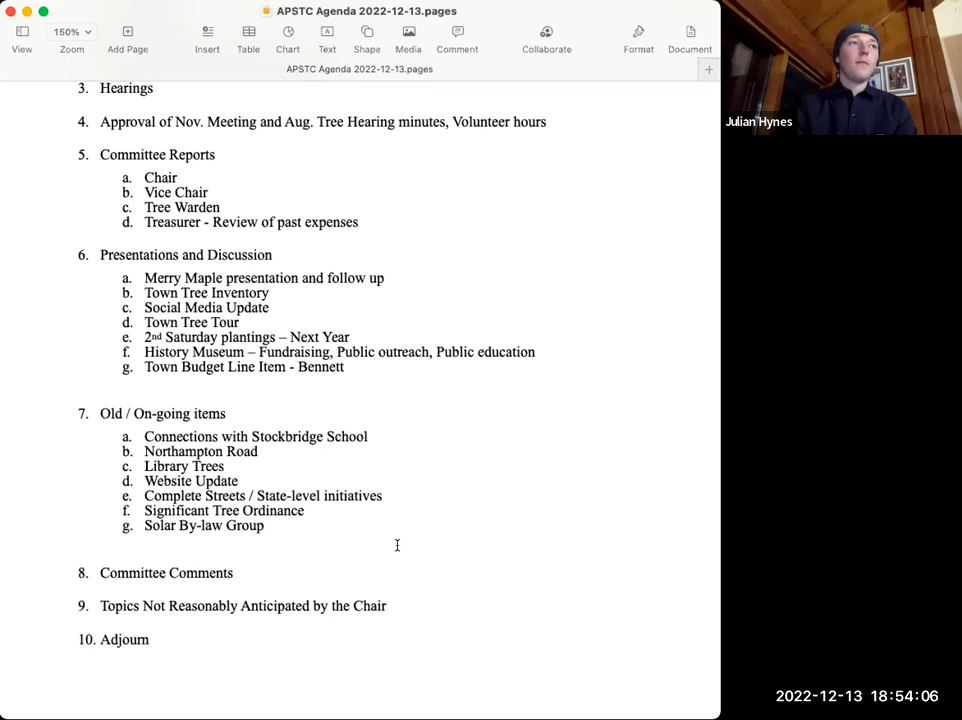 APSTC Agenda 2022-12-13.pages
150%
View
Zoom
Add Page
Insert
Table
Chart
Text
Shape
Media
Comment
Collaborate
Format
Document
APSTC Agenda 2022-12-13.pages
3. Hearings
4. Approval of Nov. Meeting and Aug. Tree Hearing minutes, Volunteer hours
5. Committee Reports
a. Chair
b. Vice Chair
c. Tree Warden
d. Treasurer - Review of past expenses
6. Presentations and Discussion
a. Merry Maple presentation and follow up
b. Town Tree Inventory
c. Social Media Update
d. Town Tree Tour
e. 2nd Saturday plantings – Next Year
f. History Museum – Fundraising, Public outreach, Public education
g. Town Budget Line Item - Bennett
7. Old / On-going items
a. Connections with Stockbridge School
b. Northampton Road
c. Library Trees
d. Website Update
e. Complete Streets / State-level initiatives
f. Significant Tree Ordinance
g. Solar By-law Group
8. Committee Comments
9. Topics Not Reasonably Anticipated by the Chair
10. Adjourn
Julian Hynes
2022-12-13 18:54:06